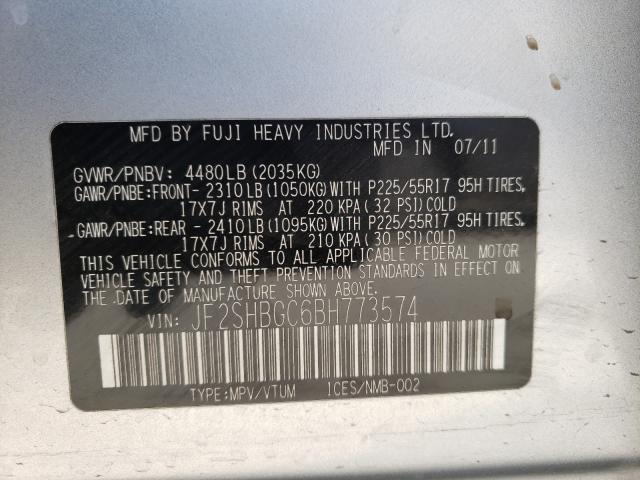 MFD BY FUJI HEAVY INDUSTRIES LTD.
MFD IN 07/11
GVWR/PNBV: 4480LB(2035KG)
GAWR/PNBE:FRONT- 2310LB(1050KG)WITH P225/55R17 95H TIRES,
17X7J RIMS AT 220 KPA(32 PSI)COLD
GAWR/PNBE:REAR - 2410LB(1095KG)WITH P225/55R17 95H TIRES,
17X7J RIMS AT 210 KPA(30 PSI)COLD
THIS VEHICLE CONFORMS TO ALL APPLICABLE FEDERAL MOTOR
VEHICLE SAFETY AND THEFT PREVENTION STANDARDS IN EFFECT ON
THE DATE OF MANUFACTURE SHOWN ABOVE.
VIN: JF2SHBGC6BH773574
TYPE:MPV/VTUM ICES/NMB-002